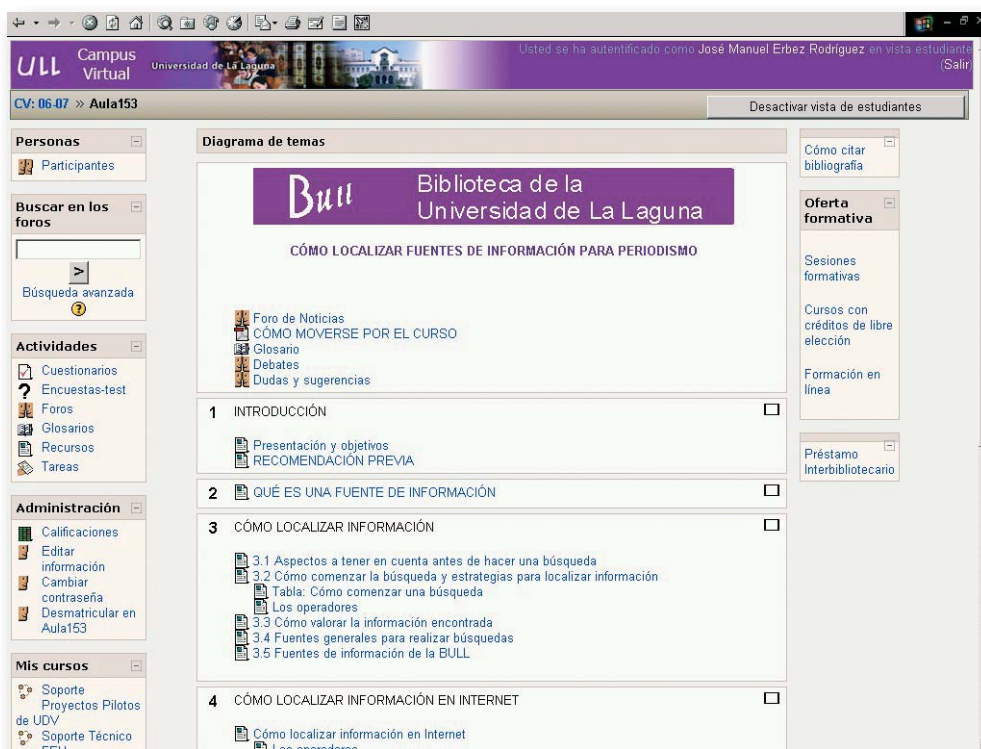 ULL
Campus
Virtual
Universidad de La Laguna
Usted se ha autentificado como José Manuel Erbez Rodríguez en vista estudiante
(Salir)
CV: 06-07 » Aula153
Desactivar vista de estudiantes
Personas
Participantes
Buscar en los
foros
>
Búsqueda avanzada
?
Actividades
Cuestionarios
Encuestas-test
Foros
Glosarios
Recursos
Tareas
Administración
Calificaciones
Editar
información
Cambiar
contraseña
Desmatricular en
Aula153
Mis cursos
Soporte
Proyectos Pilotos
de UDV
Soporte Técnico
Diagrama de temas
Bull
Biblioteca de la
Universidad de La Laguna
CÓMO LOCALIZAR FUENTES DE INFORMACIÓN PARA PERIODISMO
Foro de Noticias
CÓMO MOVERSE POR EL CURSO
Glosario
Debates
Dudas y sugerencias
1 INTRODUCCIÓN
Presentación y objetivos
RECOMENDACIÓN PREVIA
2 QUÉ ES UNA FUENTE DE INFORMACIÓN
3 CÓMO LOCALIZAR INFORMACIÓN
3.1 Aspectos a tener en cuenta antes de hacer una búsqueda
3.2 Cómo comenzar la búsqueda y estrategias para localizar información
Tabla: Cómo comenzar una búsqueda
Los operadores
3.3 Cómo valorar la información encontrada
3.4 Fuentes generales para realizar búsquedas
3.5 Fuentes de información de la BULL
4 CÓMO LOCALIZAR INFORMACIÓN EN INTERNET
Cómo localizar información en Internet
Los operadores
Cómo citar
bibliografía
Oferta
formativa
Sesiones
formativas
Cursos con
créditos de libre
elección
Formación en
línea
Préstamo
Interbibliotecario